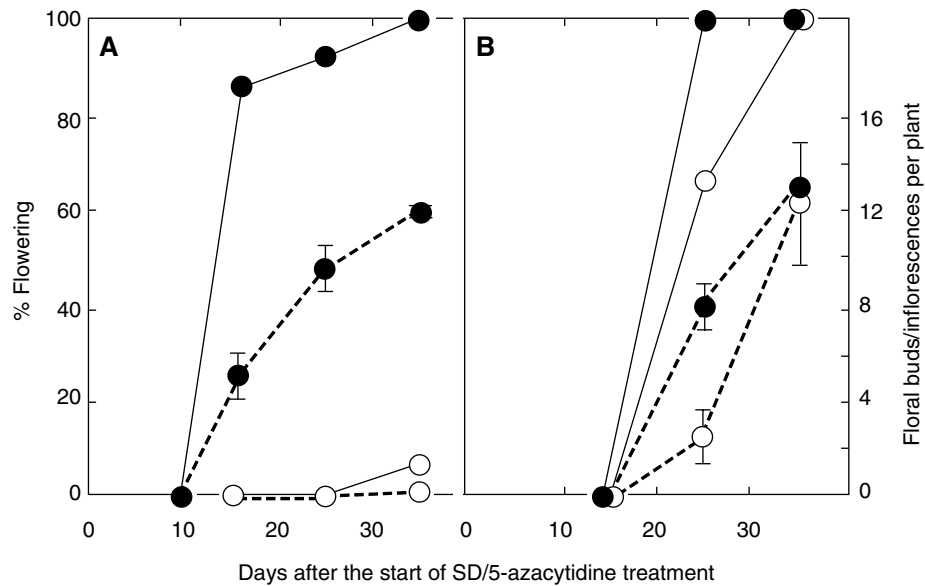 A
B
% Flowering
100
80
60
40
20
0
0 10 20 30
0 10 20 30
16
12
8
4
0
Floral buds/inflorescences per plant
Days after the start of SD/5-azacytidine treatment